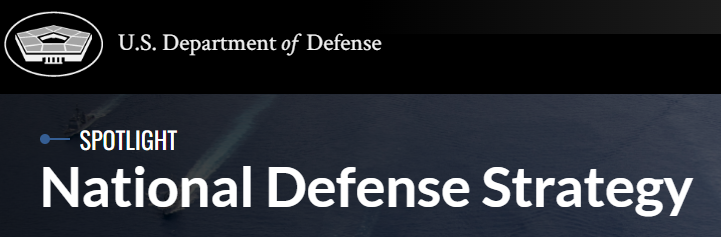 U.S. Department of Defense
SPOTLIGHT
National Defense Strategy